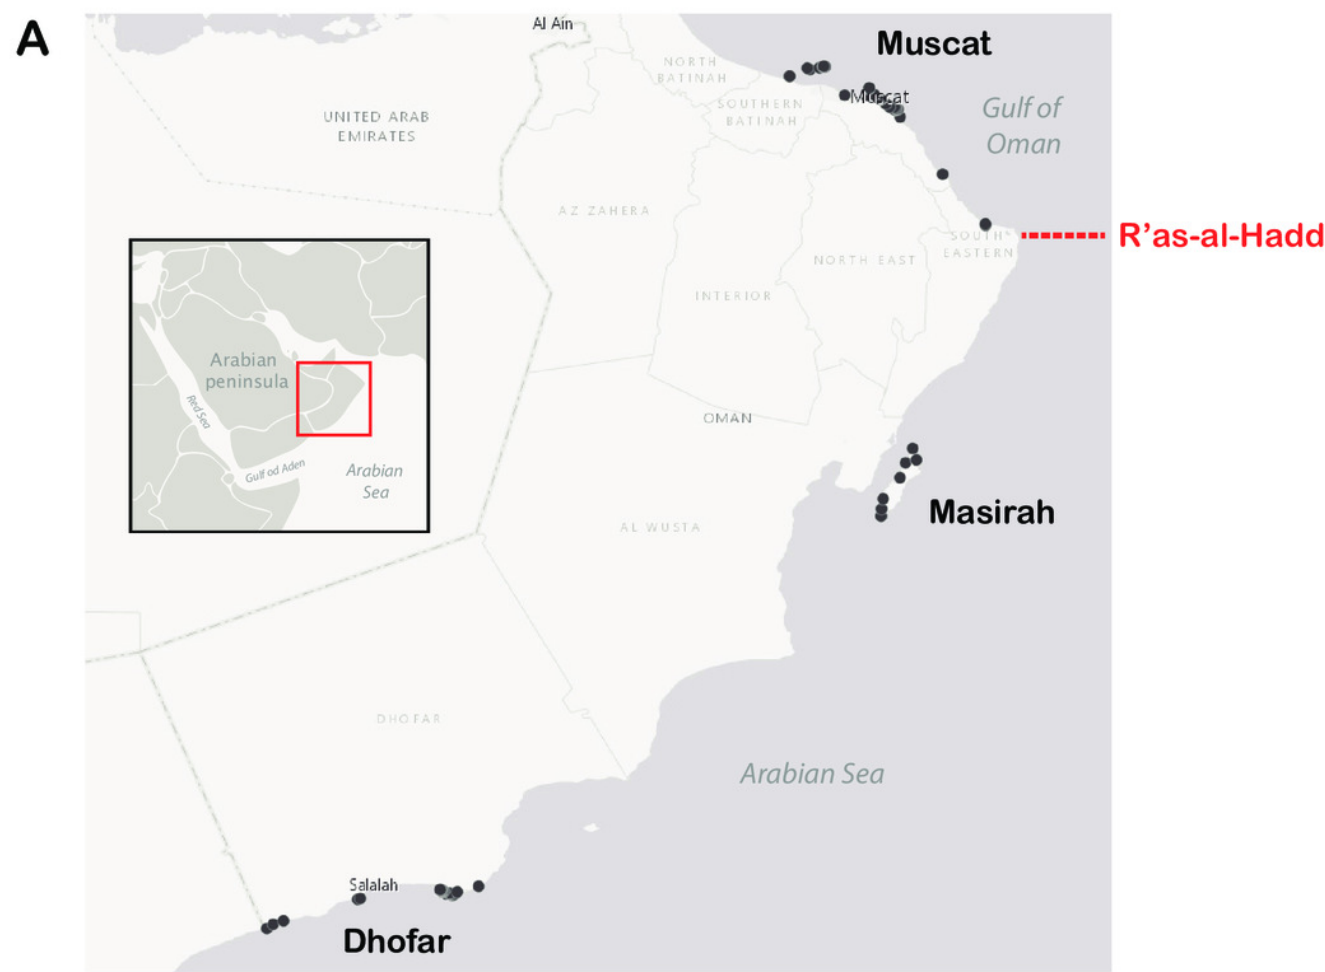 A
Al Ain
Muscat
NORTH
BATINAH
Muscat
SOUTHERN
BATINAH
Gulf of
Oman
UNITED ARAB
EMIRATES
AZ ZAHERA
R’as-al-Hadd
SOUTH
EASTERN
NORTH EAST
INTERIOR
Arabian
peninsula
Red Sea
Gulf od Aden
Arabian
Sea
OMAN
Masirah
AL WUSTA
DHOFAR
Arabian Sea
Salalah
Dhofar